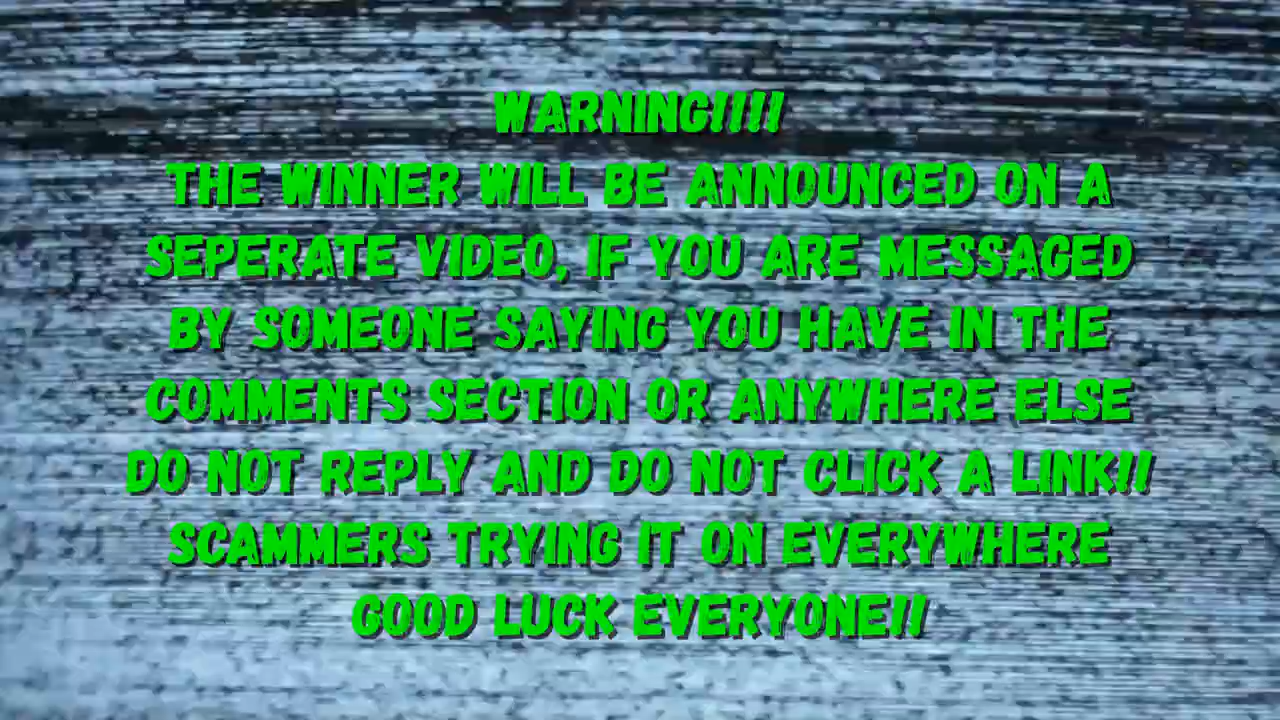 WARNING!!!!
THE WINNER WILL BE ANNOUNCED ON A
SEPERATE VIDEO, IF YOU ARE MESSAGED
BY SOMEONE SAYING YOU HAVE IN THE
COMMENTS SECTION OR ANYWHERE ELSE
DO NOT REPLY AND DO NOT CLICK A LINK!!
SCAMMERS TRYING IT ON EVERYWHERE
GOOD LUCK EVERYONE!!